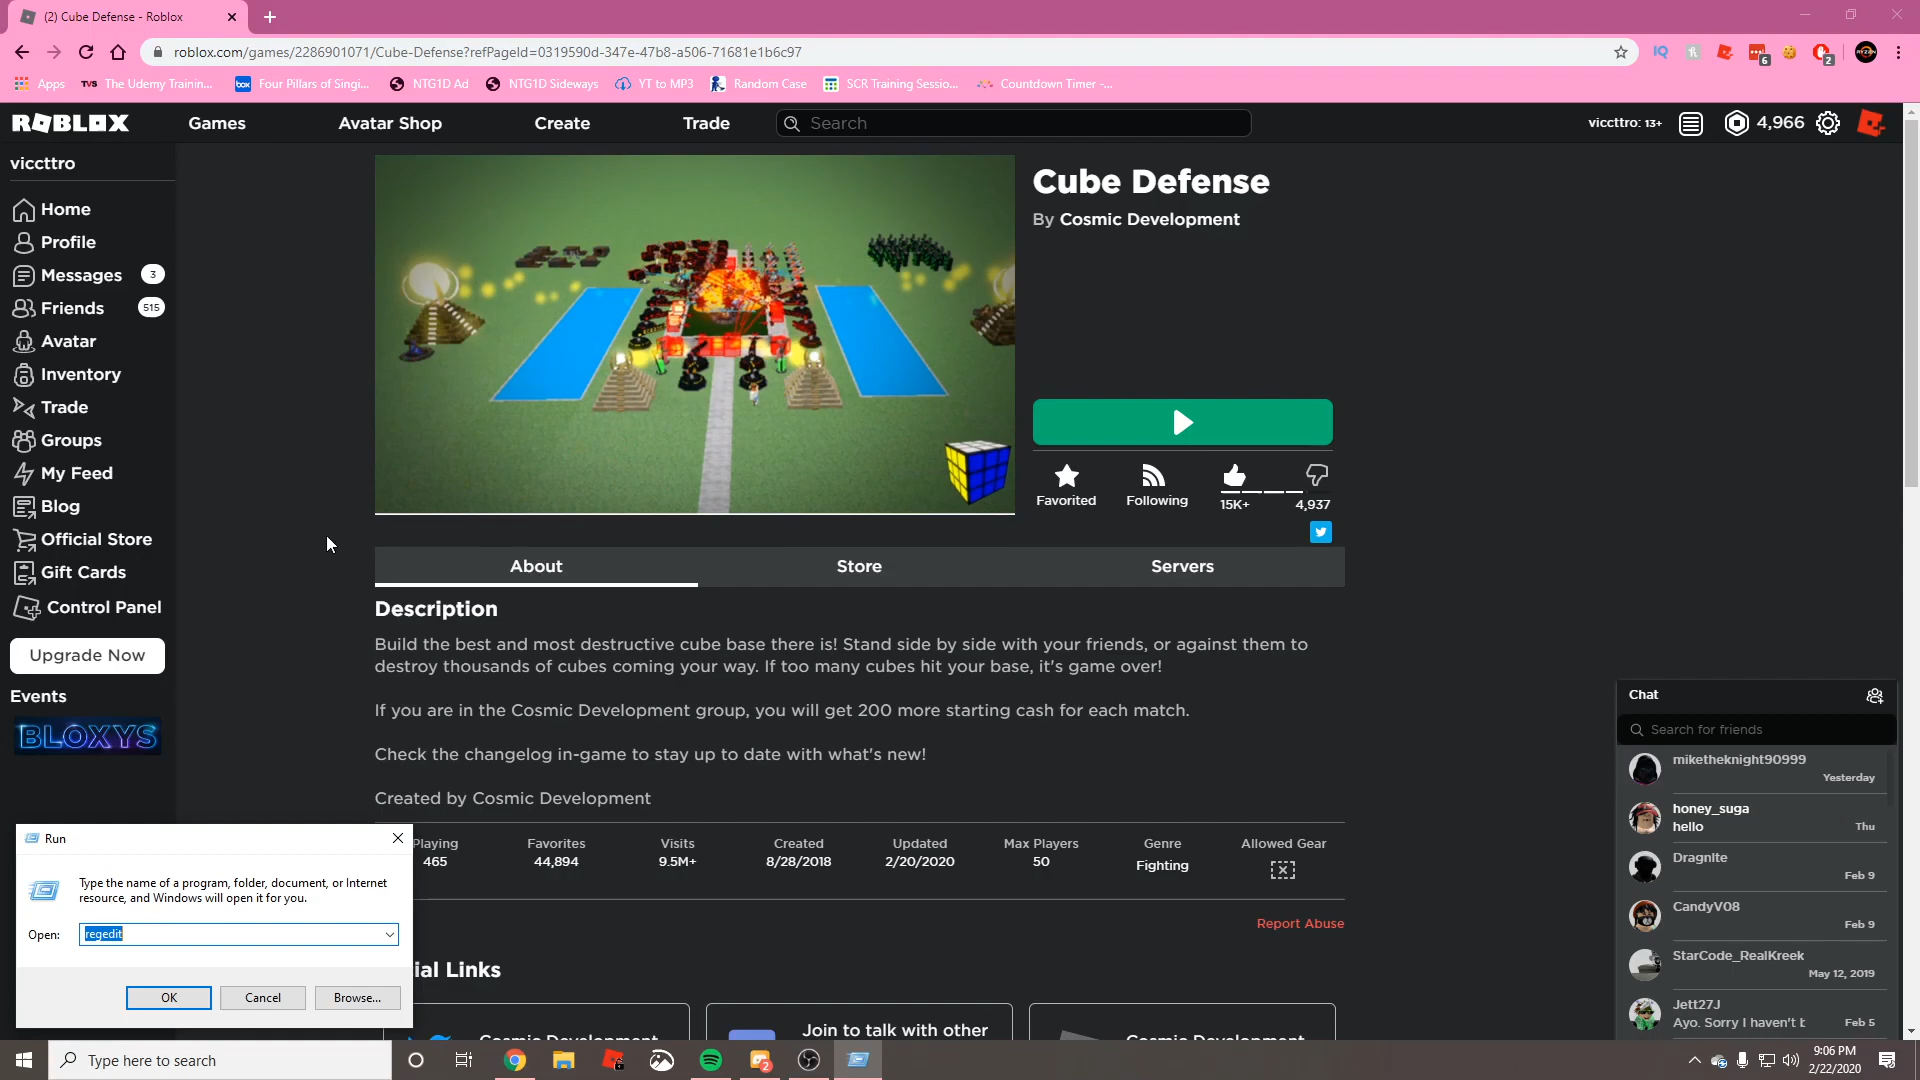 (2) Cube Defense - Roblox
roblox.com/games/2286901071/Cube-Defense?refPageId=0319590d-347e-47b8-a506-71681e1b6c97
6
2
Apps
TVS The Udemy Trainin...
box Four Pillars of Singi...
NTG1D Ad
NTG1D Sideways
YT to MP3
Random Case
SCR Training Sessio...
Countdown Timer -...
ROBLOX
Games
Avatar Shop
Create
Trade
Search
viccttro: 13+
4,966
viccttro
Home
Profile
Messages 3
Friends 515
Avatar
Inventory
Trade
Groups
My Feed
Blog
Official Store
Gift Cards
Control Panel
Upgrade Now
Events
BLOXYS
Cube Defense
By Cosmic Development
Favorited
Following
15K+
4,937
About
Store
Servers
Description
Build the best and most destructive cube base there is! Stand side by side with your friends, or against them to
destroy thousands of cubes coming your way. If too many cubes hit your base, it's game over!
If you are in the Cosmic Development group, you will get 200 more starting cash for each match.
Check the changelog in-game to stay up to date with what's new!
Created by Cosmic Development
Playing Favorites Visits Created Updated Max Players Genre Allowed Gear
465 44,894 9.5M+ 8/28/2018 2/20/2020 50 Fighting
Report Abuse
ial Links
Cosmic Development
Join to talk with other
Cosmic Development
Run
Type the name of a program, folder, document, or Internet
resource, and Windows will open it for you.
Open: regedit
OK
Cancel
Browse...
Chat
Search for friends
miketheknight90999
Yesterday
honey_suga
hello Thu
Dragnite
Feb 9
CandyV08
Feb 9
StarCode_RealKreek
May 12, 2019
Jett27J
Ayo. Sorry I haven't b Feb 5
Type here to search
2
9:06 PM
2/22/2020